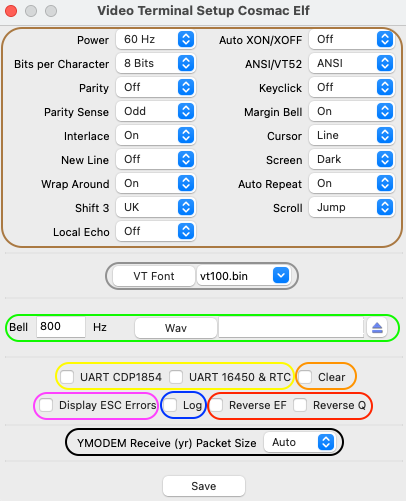 Video Terminal Setup Cosmac Elf
Power 60 Hz Auto XON/XOFF Off
Bits per Character 8 Bits ANSI/VT52 ANSI
Parity Off Keyclick Off
Parity Sense Odd Margin Bell On
Interlace On Cursor Line
New Line Off Screen Dark
Wrap Around On Auto Repeat On
Shift 3 UK Scroll Jump
Local Echo Off
VT Font vt100.bin
Bell 800 Hz Wav
UART CDP1854 UART 16450 & RTC Clear
Display ESC Errors Log Reverse EF Reverse Q
YMODEM Receive (yr) Packet Size Auto
Save